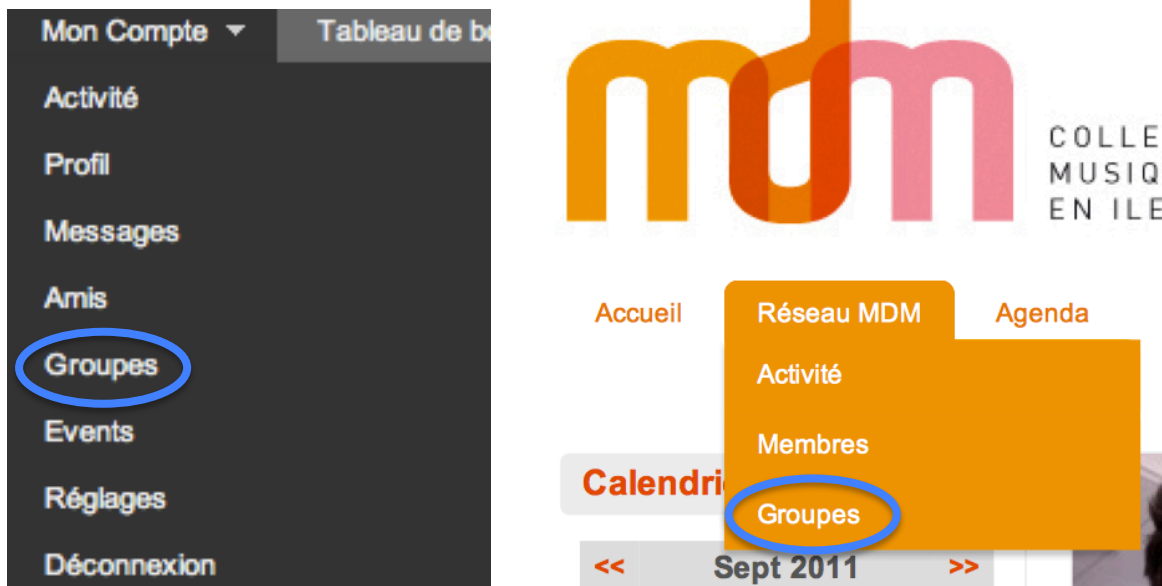 Mon Compte
Tableau de b
Activité
Profil
Messages
Amis
Groupes
Events
Réglages
Déconnexion
mdm
COLLE
MUSIQ
EN ILE
Accueil
Réseau MDM
Agenda
Activité
Membres
Groupes
Calendri
<< Sept 2011 >>